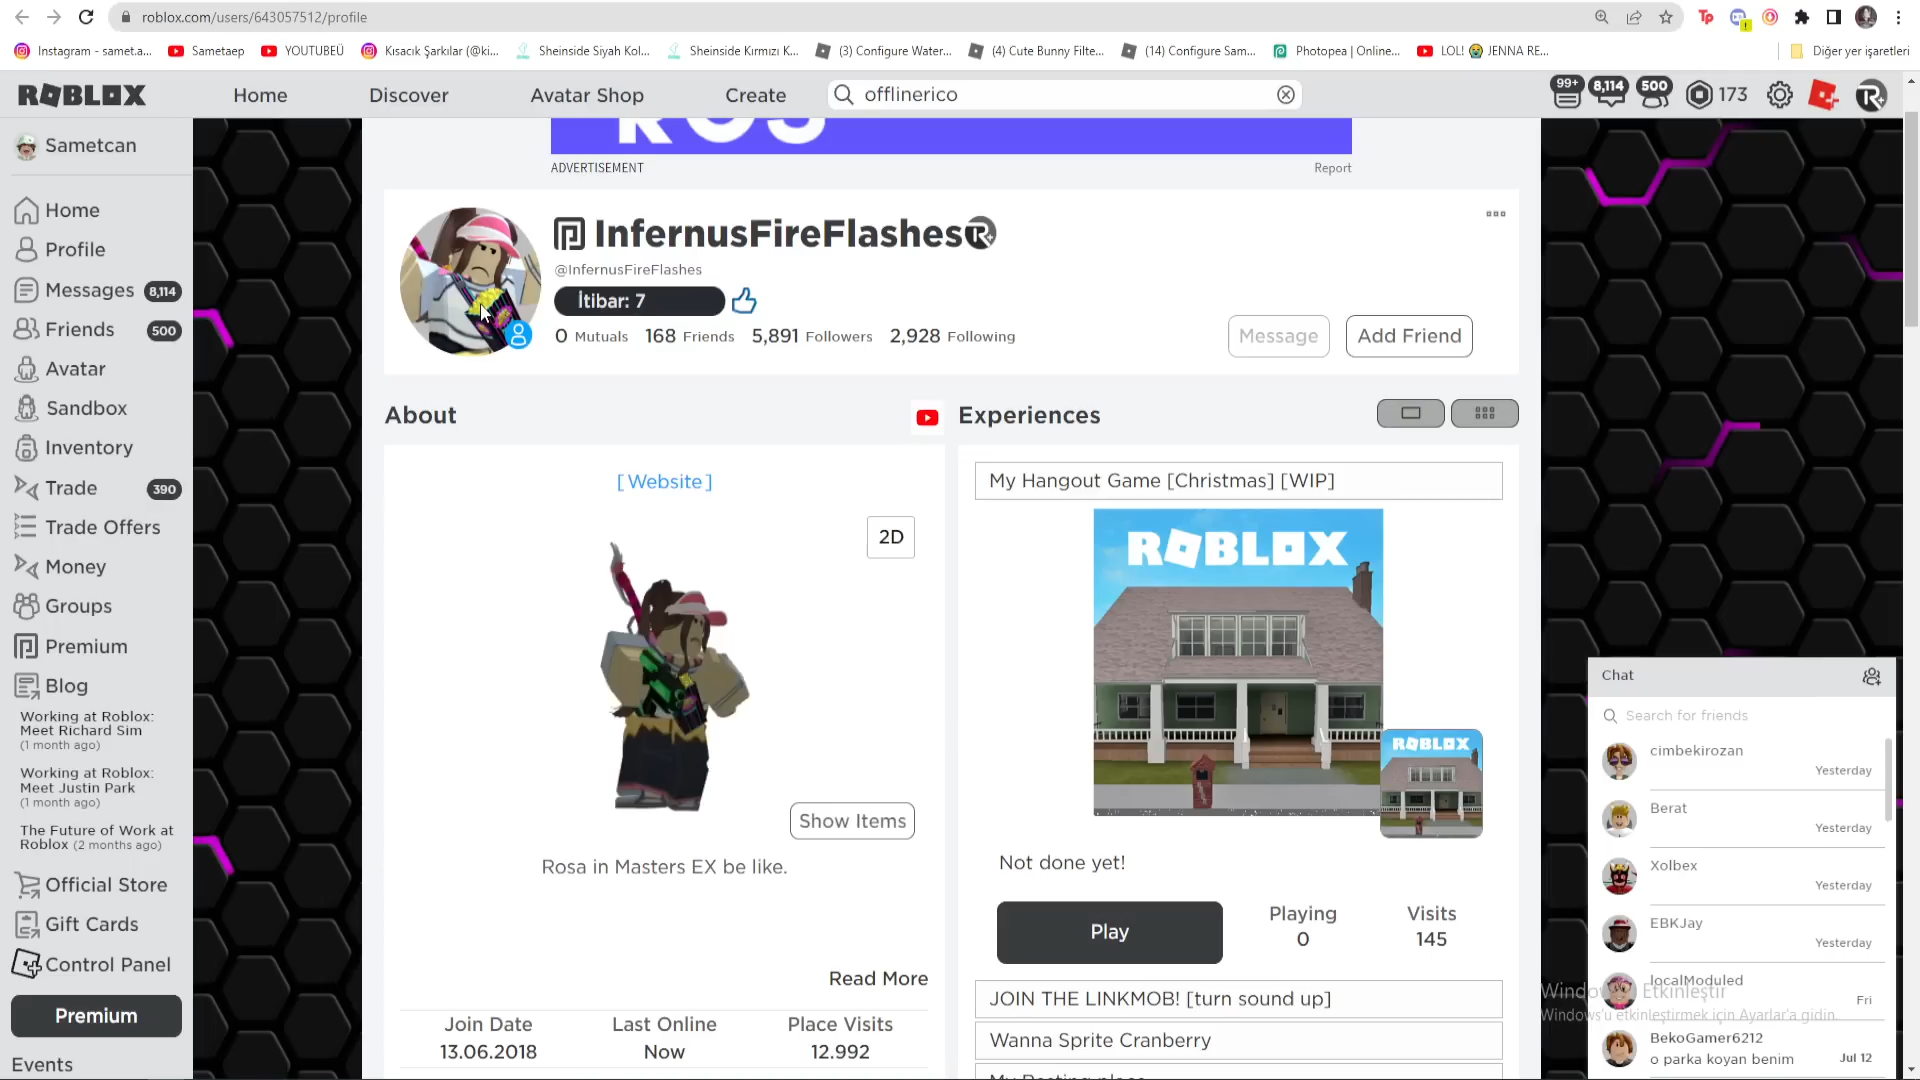 roblox.com/users/643057512/profile
Instagram - samet.a...
Sametaep
YOUTUBEÜ
Kısacık Şarkılar (@ki...
Sheinside Siyah Kol...
Sheinside Kırmızı K...
(3) Configure Water...
(4) Cute Bunny Filte...
(14) Configure Sam...
Photopea | Online...
LOL! 😭 JENNA RE...
Diğer yer işaretleri
ROBLOX
Home
Discover
Avatar Shop
Create
offlinerico
99+
8,114
500
173
Sametcan
Home
Profile
Messages 8,114
Friends 500
Avatar
Sandbox
Inventory
Trade 390
Trade Offers
Money
Groups
Premium
Blog
Working at Roblox:
Meet Richard Sim
(1 month ago)
Working at Roblox:
Meet Justin Park
(1 month ago)
The Future of Work at
Roblox (2 months ago)
Official Store
Gift Cards
Control Panel
Premium
Events
ADVERTISEMENT
Report
InfernusFireFlashes
@InfernusFireFlashes
İtibar: 7
0 Mutuals 168 Friends 5,891 Followers 2,928 Following
Message
Add Friend
About
[ Website ]
2D
Show Items
Rosa in Masters EX be like.
Read More
Join Date
13.06.2018
Last Online
Now
Place Visits
12.992
Experiences
My Hangout Game [Christmas] [WIP]
ROBLOX
ROBLOX
Not done yet!
Play
Playing
0
Visits
145
JOIN THE LINKMOB! [turn sound up]
Wanna Sprite Cranberry
Chat
Search for friends
cimbekirozan
Yesterday
Berat
Yesterday
Xolbex
Yesterday
EBKJay
Yesterday
localModuled
Fri
BekoGamer6212
o parka koyan benim
Jul 12
Etkinleştir
Windows'u etkinleştirmek için Ayarlar'a gidin.